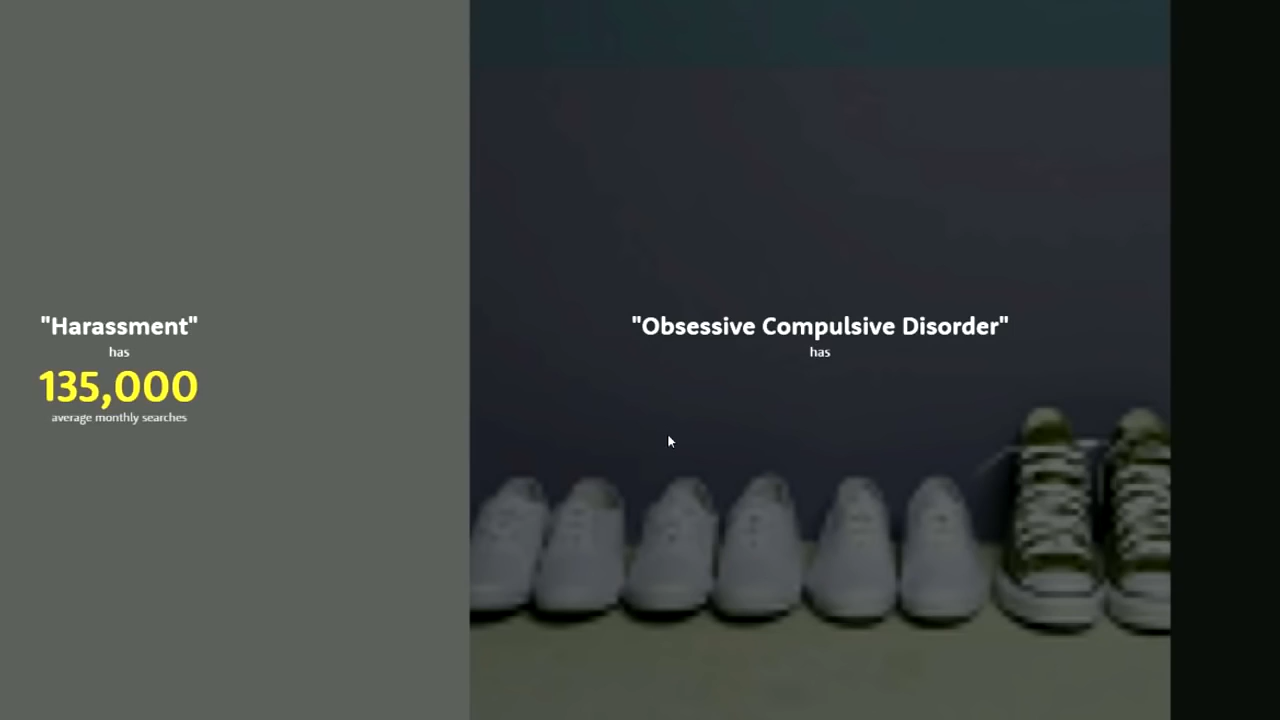 "Harassment"
has
135,000
average monthly searches
"Obsessive Compulsive Disorder"
has